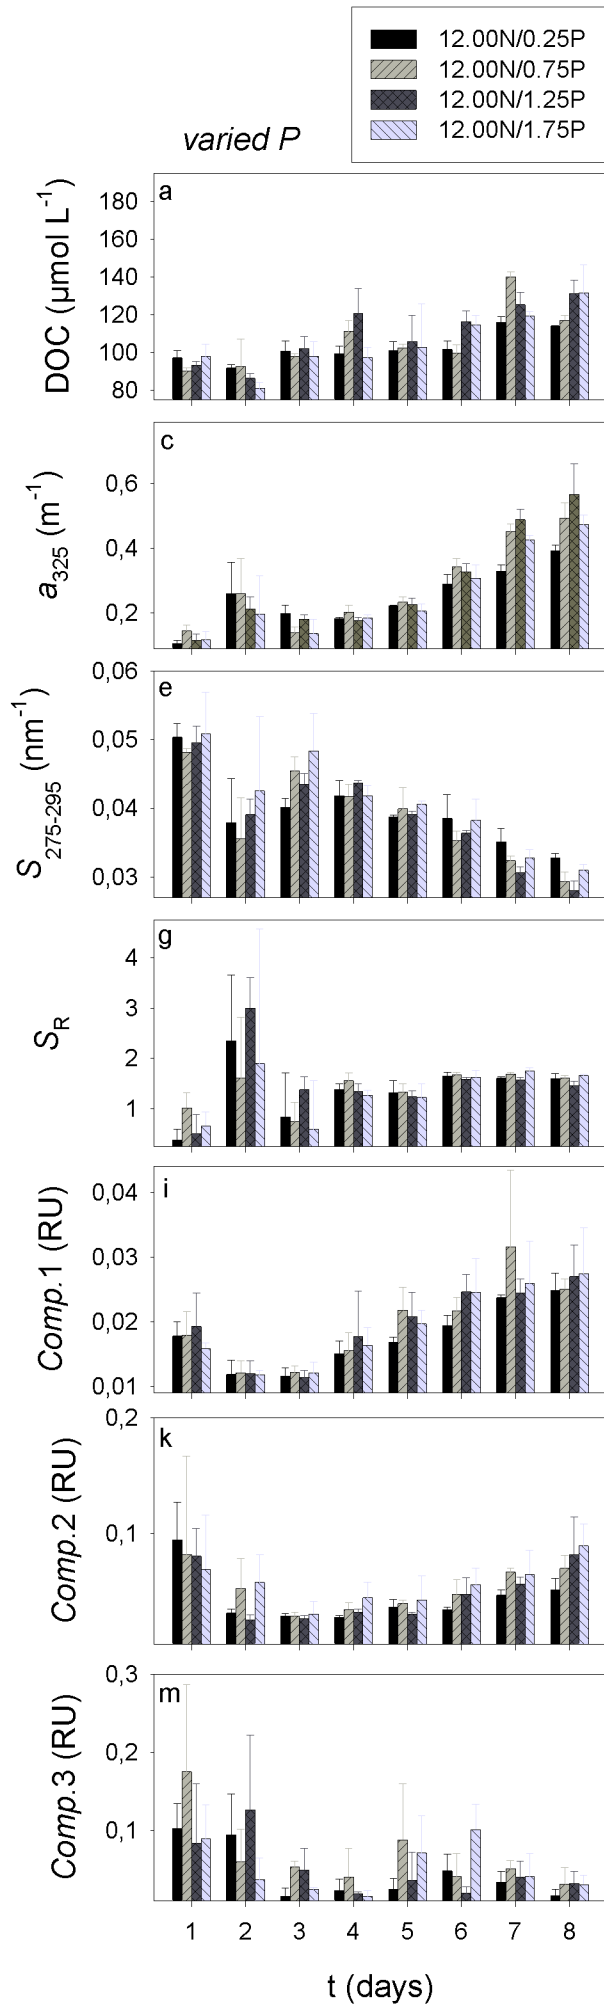 12.00N/0.25P
12.00N/0.75P
12.00N/1.25P
12.00N/1.75P
varied P
a
DOC (µmol L⁻¹)
180
160
140
120
100
80
c
a₃₂₅ (m⁻¹)
0,6
0,4
0,2
e
S₂₇₅₋₂₉₅ (nm⁻¹)
0,06
0,05
0,04
0,03
g
S_R
4
3
2
1
i
Comp.1 (RU)
0,04
0,03
0,02
0,01
k
Comp.2 (RU)
0,2
0,1
m
Comp.3 (RU)
0,3
0,2
0,1
1 2 3 4 5 6 7 8
t (days)